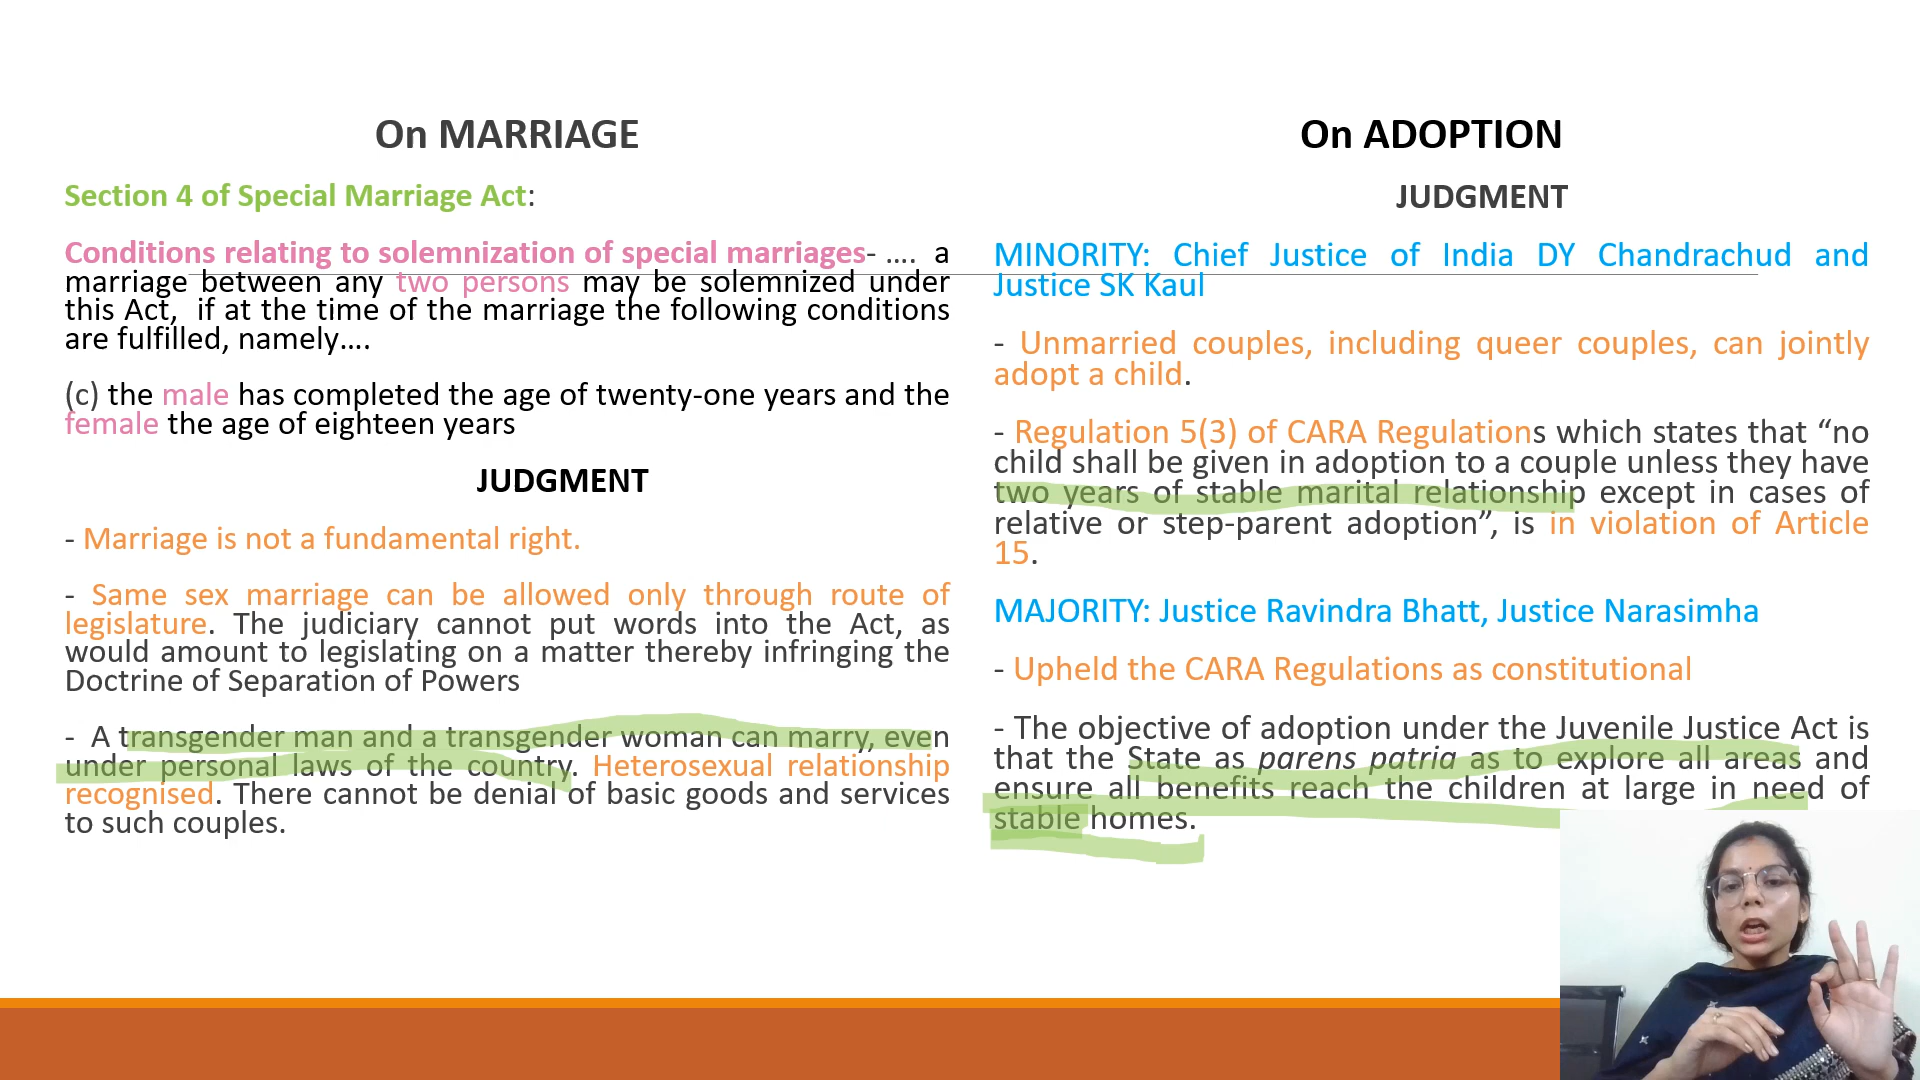 On MARRIAGE
Section 4 of Special Marriage Act:
Conditions relating to solemnization of special marriages- .... a
marriage between any two persons may be solemnized under
this Act, if at the time of the marriage the following conditions
are fulfilled, namely....
(c) the male has completed the age of twenty-one years and the
female the age of eighteen years
JUDGMENT
- Marriage is not a fundamental right.
- Same sex marriage can be allowed only through route of
legislature. The judiciary cannot put words into the Act, as
would amount to legislating on a matter thereby infringing the
Doctrine of Separation of Powers
- A transgender man and a transgender woman can marry, even
under personal laws of the country. Heterosexual relationship
recognised. There cannot be denial of basic goods and services
to such couples.
On ADOPTION
JUDGMENT
MINORITY: Chief Justice of India DY Chandrachud and
Justice SK Kaul
- Unmarried couples, including queer couples, can jointly
adopt a child.
- Regulation 5(3) of CARA Regulations which states that “no
child shall be given in adoption to a couple unless they have
two years of stable marital relationship except in cases of
relative or step-parent adoption”, is in violation of Article
15.
MAJORITY: Justice Ravindra Bhatt, Justice Narasimha
- Upheld the CARA Regulations as constitutional
- The objective of adoption under the Juvenile Justice Act is
that the State as parens patria as to explore all areas and
ensure all benefits reach the children at large in need of
stable homes.